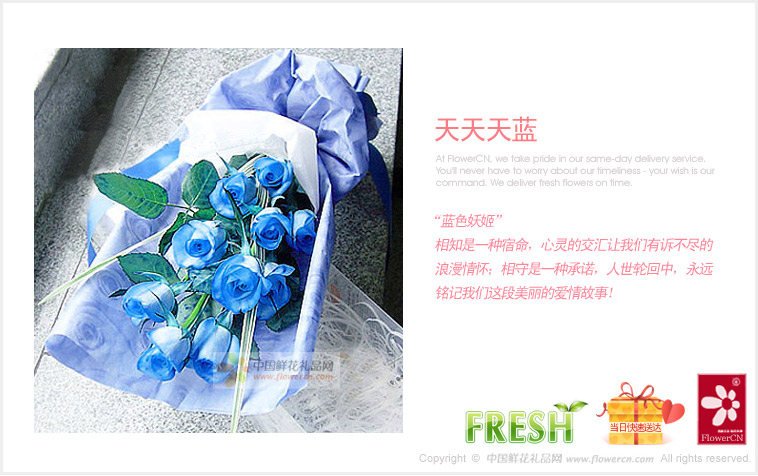 天天天蓝
At FlowerCN, we take pride in our same-day delivery service.
You'll never have to worry about our timeliness - your wish is our
command. We deliver fresh flowers on time.
“蓝色妖姬”
相知是一种宿命，心灵的交汇让我们有诉不尽的
浪漫情怀；相守是一种承诺，人世轮回中，永远
铭记我们这段美丽的爱情故事！
中国鲜花礼品网
www.flowercn.com
FRESH
当日快速送达
®
FlowerCN
Copyright © 中国鲜花礼品网 www.flowercn.com All rights reserved.